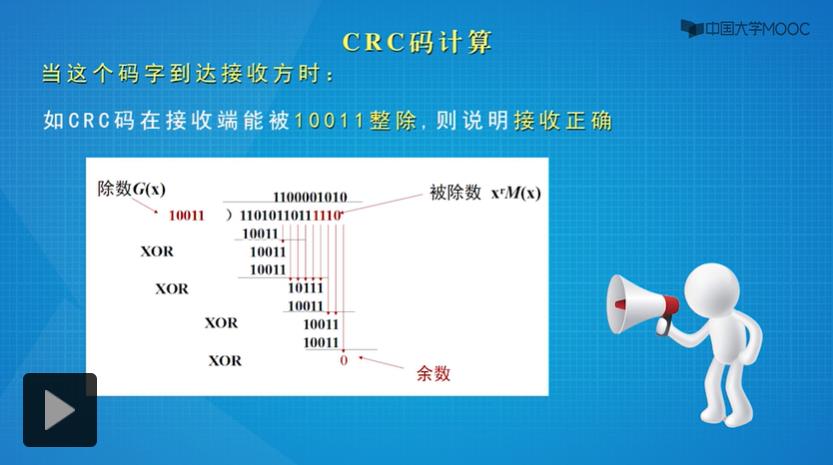 中国大学MOOC
CRC码计算
当这个码字到达接收方时：
如CRC码在接收端能被10011整除,则说明接收正确
除数G(x)
被除数 xʳM(x)
1100001010
10011 ）11010110111110
10011
XOR 10011
10011
XOR 10111
10011
XOR 10011
10011
XOR 0
余数